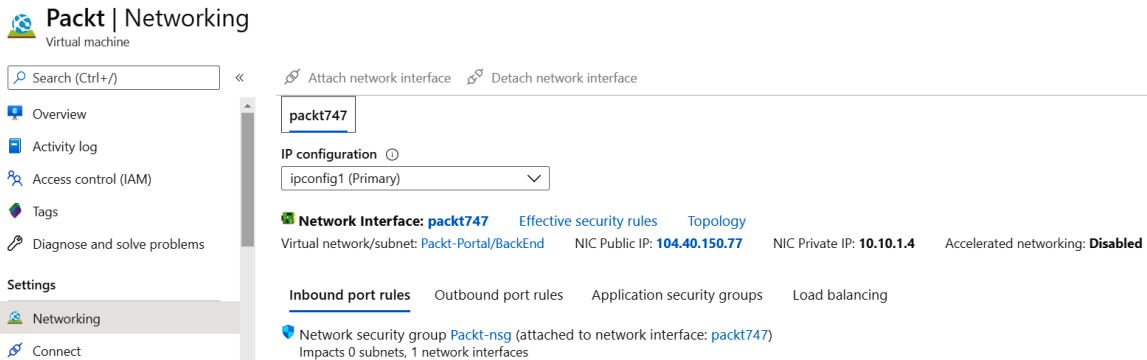 Packt | Networking
Virtual machine
Search (Ctrl+/)
«
Overview
Activity log
Access control (IAM)
Tags
Diagnose and solve problems
Settings
Networking
Connect
Attach network interface Detach network interface
packt747
IP configuration
ipconfig1 (Primary)
Network Interface: packt747 Effective security rules Topology
Virtual network/subnet: Packt-Portal/BackEnd NIC Public IP: 104.40.150.77 NIC Private IP: 10.10.1.4 Accelerated networking: Disabled
Inbound port rules Outbound port rules Application security groups Load balancing
Network security group Packt-nsg (attached to network interface: packt747)
Impacts 0 subnets, 1 network interfaces